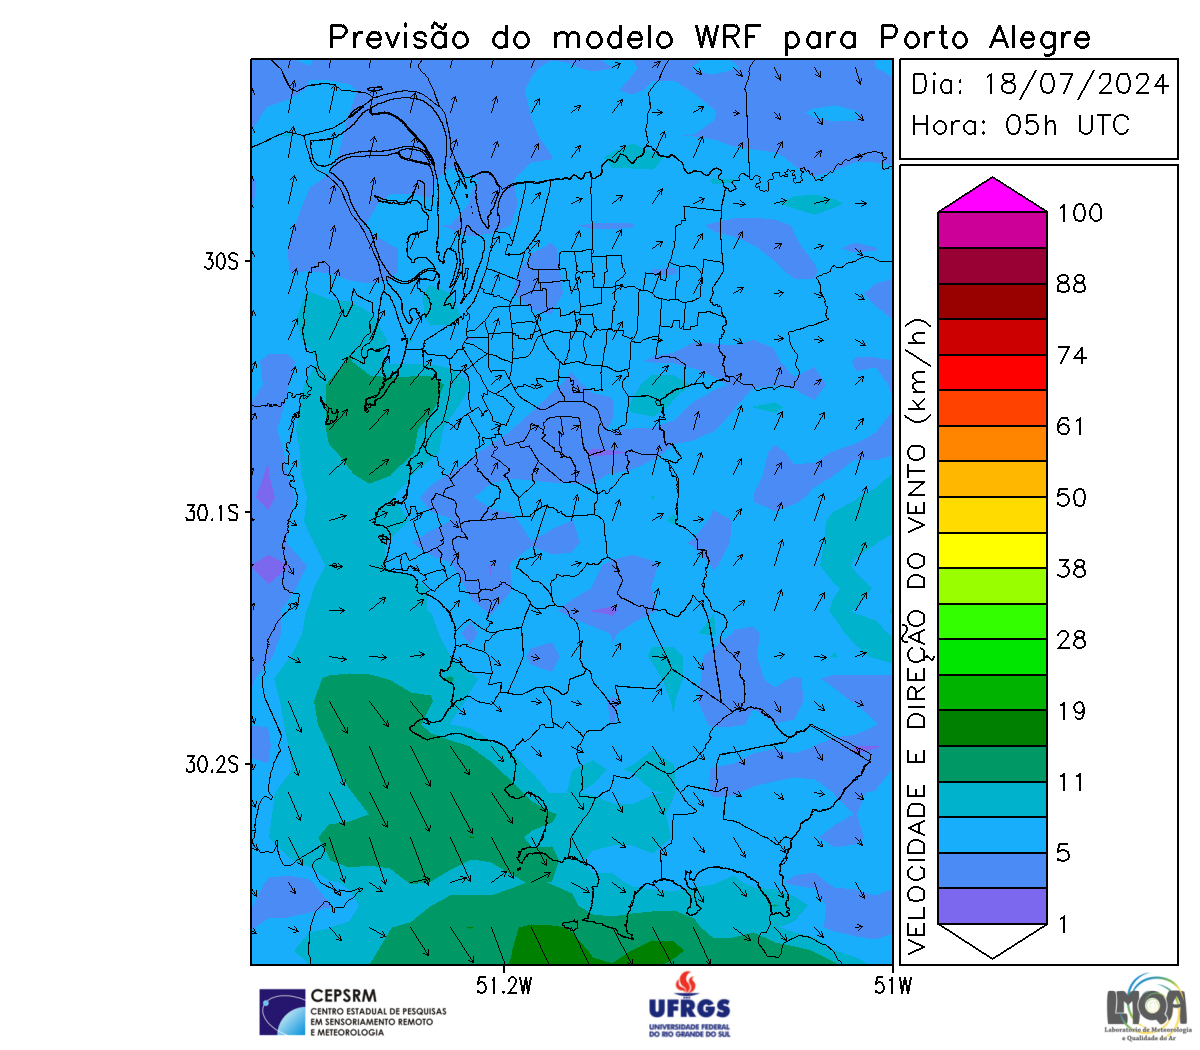 Previsão do modelo WRF para Porto Alegre
Dia: 18/07/2024
Hora: 05h UTC
30S
30.1S
30.2S
51.2W
51W
VELOCIDADE E DIREÇÃO DO VENTO (km/h)
100
88
74
61
50
38
28
19
11
5
1
CEPSRM
CENTRO ESTADUAL DE PESQUISAS
EM SENSORIAMENTO REMOTO
E METEOROLOGIA
UFRGS
UNIVERSIDADE FEDERAL
DO RIO GRANDE DO SUL
LMQA
Laboratório de Meteorologia
e Qualidade do Ar